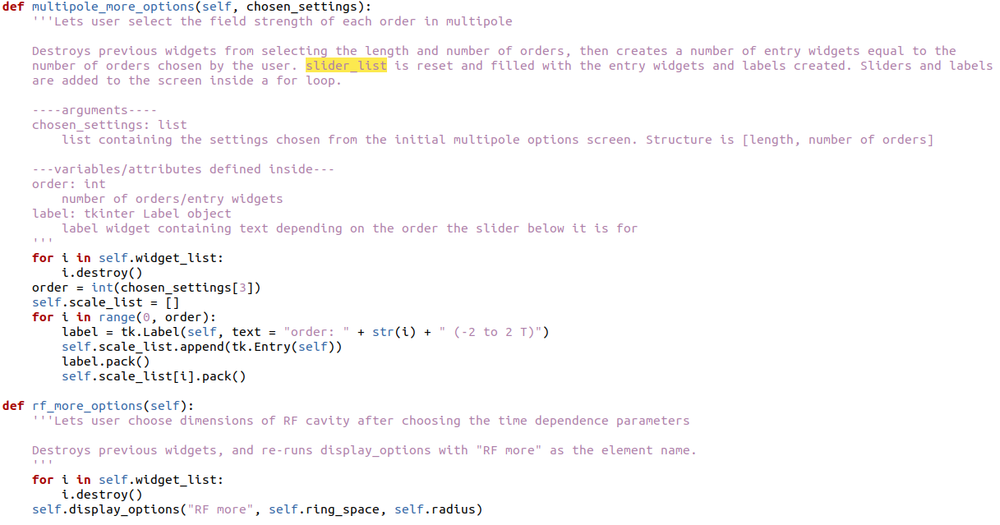 def multipole_more_options(self, chosen_settings):
    '''Lets user select the field strength of each order in multipole

    Destroys previous widgets from selecting the length and number of orders, then creates a number of entry widgets equal to the
    number of orders chosen by the user. slider_list is reset and filled with the entry widgets and labels created. Sliders and labels
    are added to the screen inside a for loop.

    ----arguments----
    chosen_settings: list
        list containing the settings chosen from the initial multipole options screen. Structure is [length, number of orders]

    ---variables/attributes defined inside---
    order: int
        number of orders/entry widgets
    label: tkinter Label object
        label widget containing text depending on the order the slider below it is for
    '''
    for i in self.widget_list:
        i.destroy()
    order = int(chosen_settings[3])
    self.scale_list = []
    for i in range(0, order):
        label = tk.Label(self, text = "order: " + str(i) + " (-2 to 2 T)")
        self.scale_list.append(tk.Entry(self))
        label.pack()
        self.scale_list[i].pack()

def rf_more_options(self):
    '''Lets user choose dimensions of RF cavity after choosing the time dependence parameters

    Destroys previous widgets, and re-runs display_options with "RF more" as the element name.
    '''
    for i in self.widget_list:
        i.destroy()
    self.display_options("RF more", self.ring_space, self.radius)